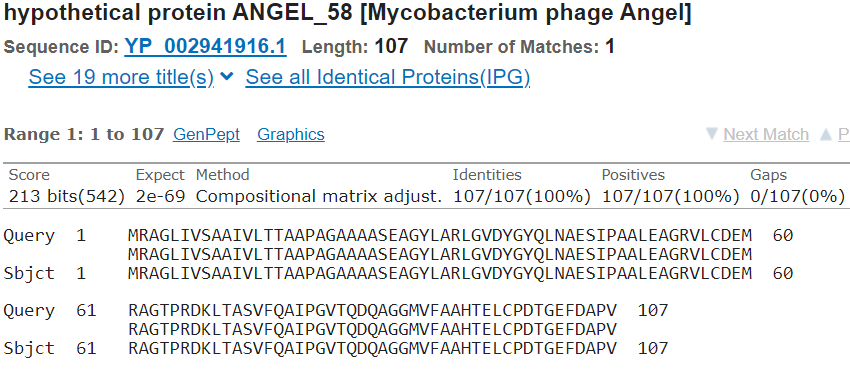 hypothetical protein ANGEL_58 [Mycobacterium phage Angel]
Sequence ID: YP_002941916.1 Length: 107 Number of Matches: 1
See 19 more title(s) See all Identical Proteins(IPG)
Range 1: 1 to 107 GenPept Graphics Next Match P
Score Expect Method Identities Positives Gaps
213 bits(542) 2e-69 Compositional matrix adjust. 107/107(100%) 107/107(100%) 0/107(0%)
Query 1 MRAGLIVSAAIVLTTAAPAGAAAASEAGYLARLGVDYGYQLNAESIPAALEAGRVLCDEM 60
MRAGLIVSAAIVLTTAAPAGAAAASEAGYLARLGVDYGYQLNAESIPAALEAGRVLCDEM
Sbjct 1 MRAGLIVSAAIVLTTAAPAGAAAASEAGYLARLGVDYGYQLNAESIPAALEAGRVLCDEM 60
Query 61 RAGTPRDKLTASVFQAIPGVTQDQAGGMVFAAHTELCPDTGEFDAPV 107
RAGTPRDKLTASVFQAIPGVTQDQAGGMVFAAHTELCPDTGEFDAPV
Sbjct 61 RAGTPRDKLTASVFQAIPGVTQDQAGGMVFAAHTELCPDTGEFDAPV 107